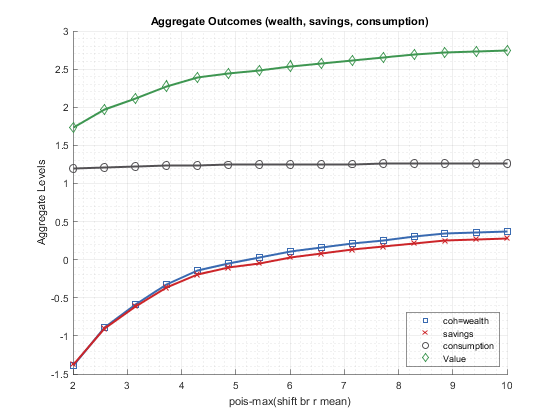 Aggregate Outcomes (wealth, savings, consumption)
3
2.5
2
1.5
1
0.5
0
-0.5
-1
-1.5
Aggregate Levels
2
3
4
5
6
7
8
9
10
pois-max(shift br r mean)
coh=wealth
savings
consumption
Value